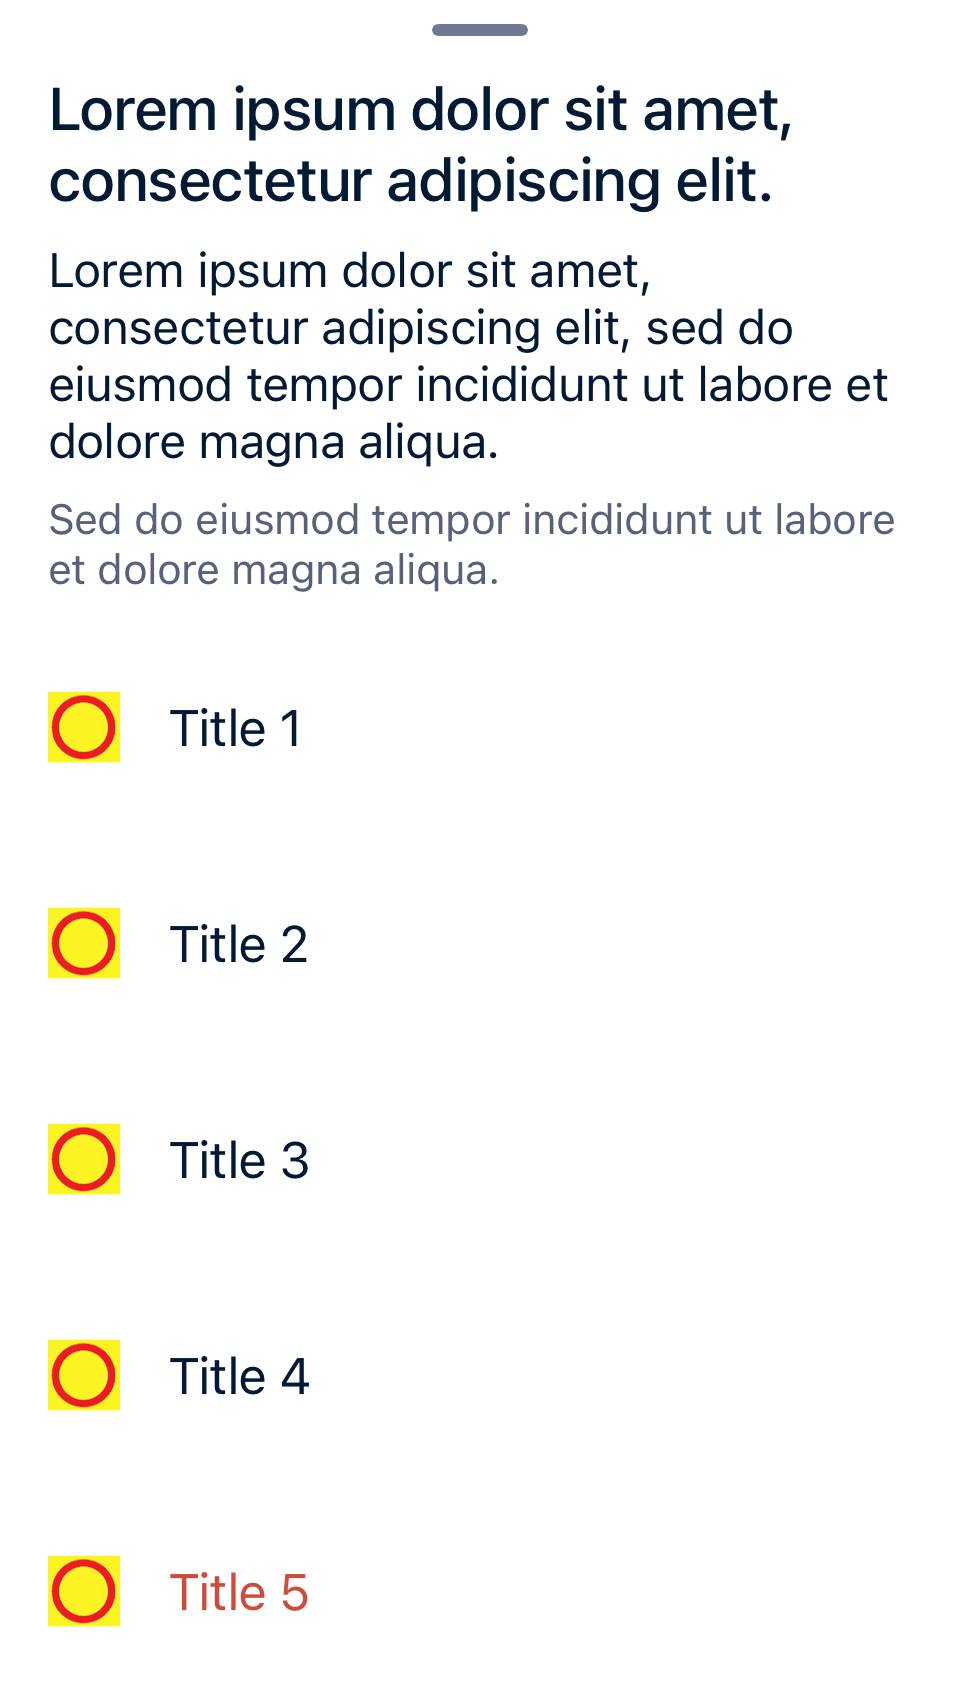 Lorem ipsum dolor sit amet,
consectetur adipiscing elit.
Lorem ipsum dolor sit amet,
consectetur adipiscing elit, sed do
eiusmod tempor incididunt ut labore et
dolore magna aliqua.
Sed do eiusmod tempor incididunt ut labore
et dolore magna aliqua.
Title 1
Title 2
Title 3
Title 4
Title 5